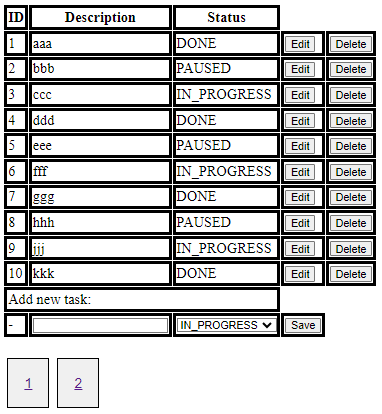 ID Description Status
1 aaa DONE Edit Delete
2 bbb PAUSED Edit Delete
3 ccc IN_PROGRESS Edit Delete
4 ddd DONE Edit Delete
5 eee PAUSED Edit Delete
6 fff IN_PROGRESS Edit Delete
7 ggg DONE Edit Delete
8 hhh PAUSED Edit Delete
9 jjj IN_PROGRESS Edit Delete
10 kkk DONE Edit Delete
Add new task:
- IN_PROGRESS Save
1 2